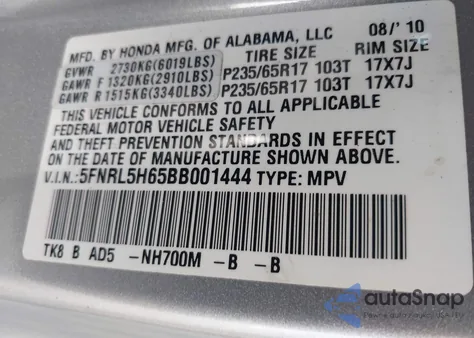 MFD. BY HONDA MFG. OF ALABAMA, LLC 08/' 10
GVWR 2730KG(6019LBS) TIRE SIZE RIM SIZE
GAWR F 1320KG(2910LBS) P235/65R17 103T 17X7J
GAWR R 1515KG(3340LBS) P235/65R17 103T 17X7J
THIS VEHICLE CONFORMS TO ALL APPLICABLE
FEDERAL MOTOR VEHICLE SAFETY
AND THEFT PREVENTION STANDARDS IN EFFECT
ON THE DATE OF MANUFACTURE SHOWN ABOVE.
V.I.N.:5FNRL5H65BB001444 TYPE: MPV
TK8 B AD5 -NH700M -B -B
autoSnap